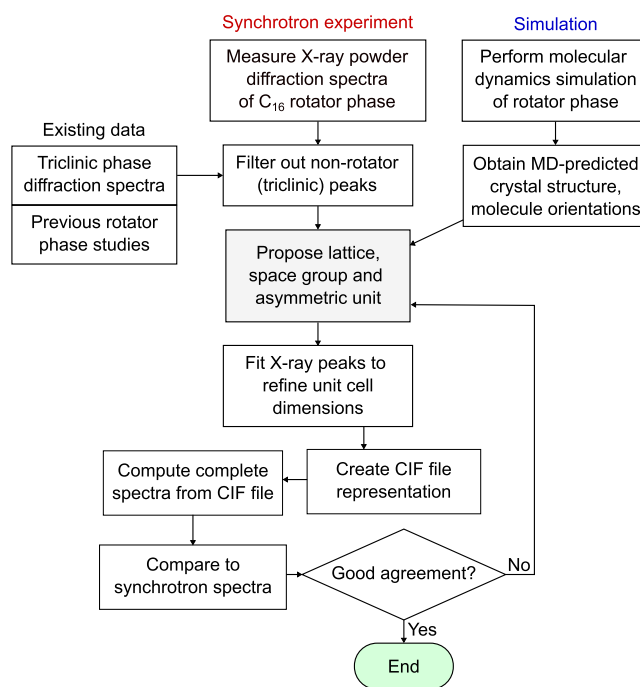 Synchrotron experiment
Simulation
Measure X-ray powder
diffraction spectra
of C₁₆ rotator phase
Perform molecular
dynamics simulation
of rotator phase
Existing data
Triclinic phase
diffraction spectra
Previous rotator
phase studies
Filter out non-rotator
(triclinic) peaks
Obtain MD-predicted
crystal structure,
molecule orientations
Propose lattice,
space group and
asymmetric unit
Fit X-ray peaks to
refine unit cell
dimensions
Create CIF file
representation
Compute complete
spectra from CIF file
Compare to
synchrotron spectra
Good agreement?
No
Yes
End